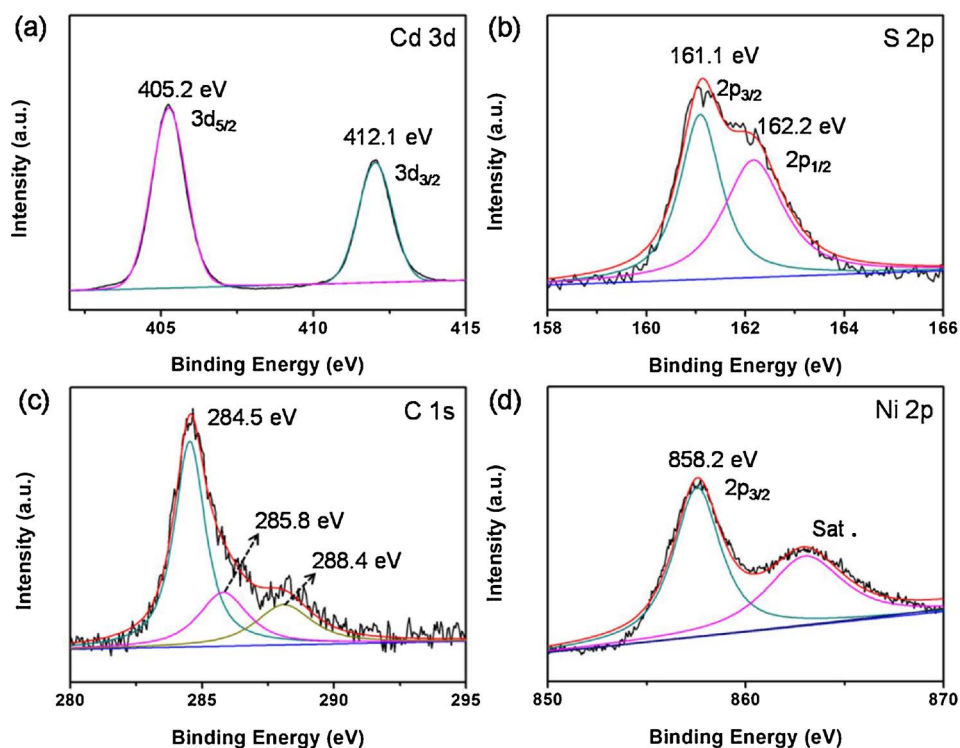 (a)
Cd 3d
405.2 eV
3d5/2
412.1 eV
3d3/2
Intensity (a.u.)
405
410
415
Binding Energy (eV)
(b)
S 2p
161.1 eV
2p3/2
162.2 eV
2p1/2
Intensity (a.u.)
158
160
162
164
166
Binding Energy (eV)
(c)
C 1s
284.5 eV
285.8 eV
288.4 eV
Intensity (a.u.)
280
285
290
295
Binding Energy (eV)
(d)
Ni 2p
858.2 eV
2p3/2
Sat .
Intensity (a.u.)
850
860
870
Binding Energy (eV)